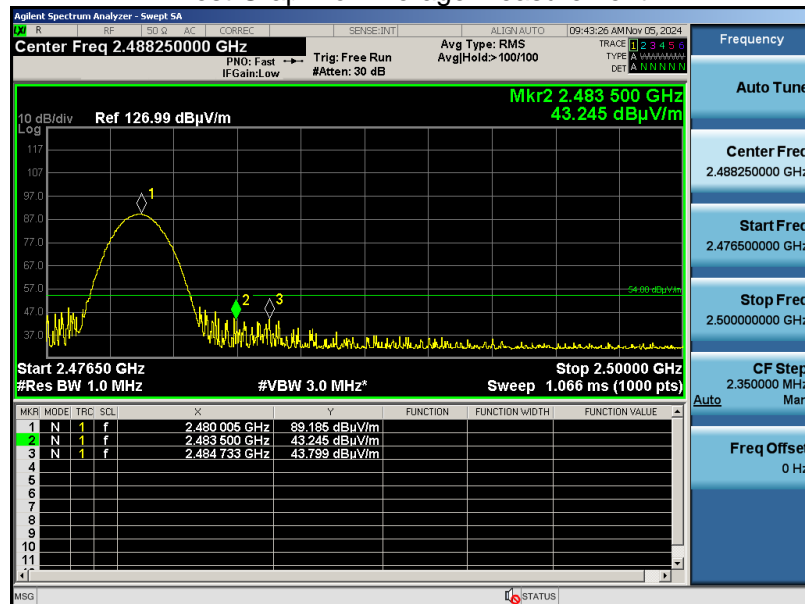 Agilent Spectrum Analyzer - Swept SA
LXI R RF 50 Ω AC CORREC SENSE:INT ALIGN AUTO 09:43:26 AM Nov 05, 2024
Center Freq 2.488250000 GHz
PNO: Fast
IFGain:Low
Trig: Free Run
#Atten: 30 dB
Avg Type: RMS
Avg|Hold:>100/100
TRACE 1 2 3 4 5 6
TYPE A WWWWW
DET A N N N N N
Mkr2 2.483 500 GHz
43.245 dBµV/m
10 dB/div Ref 126.99 dBµV/m
Log
117
107
97.0
87.0
77.0
67.0
57.0
47.0
37.0
1
2
3
54.00 dBµV/m
Start 2.47650 GHz Stop 2.50000 GHz
#Res BW 1.0 MHz #VBW 3.0 MHz* Sweep 1.066 ms (1000 pts)
MKR MODE TRC SCL X Y FUNCTION FUNCTION WIDTH FUNCTION VALUE
1 N 1 f 2.480 005 GHz 89.185 dBµV/m
2 N 1 f 2.483 500 GHz 43.245 dBµV/m
3 N 1 f 2.484 733 GHz 43.799 dBµV/m
4
5
6
7
8
9
10
11
MSG STATUS
Frequency
Auto Tune
Center Freq
2.488250000 GHz
Start Freq
2.476500000 GHz
Stop Freq
2.500000000 GHz
CF Step
2.350000 MHz
Auto Man
Freq Offset
0 Hz